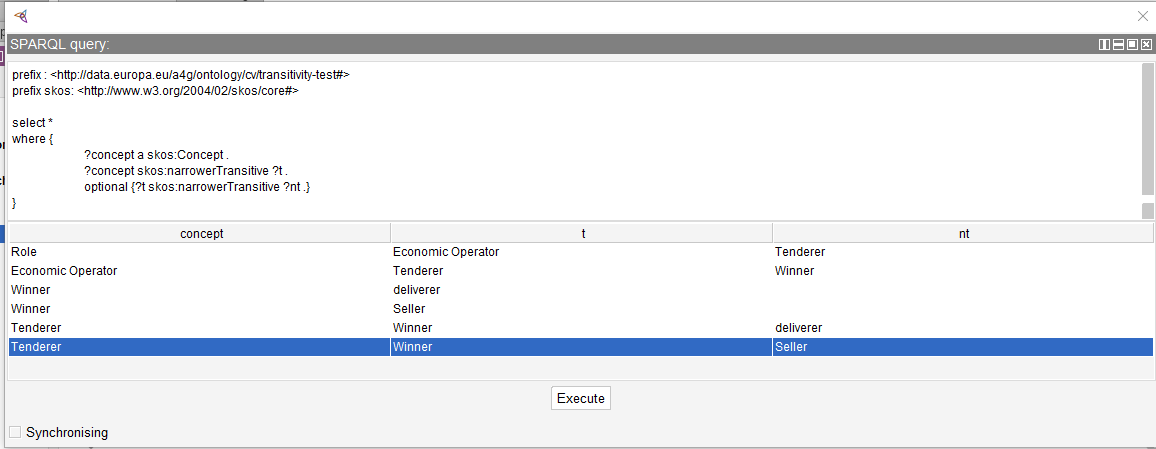 SPARQL query:
prefix : <http://data.europa.eu/a4g/ontology/cv/transitivity-test#>
prefix skos: <http://www.w3.org/2004/02/skos/core#>
select *
where {
?concept a skos:Concept .
?concept skos:narrowerTransitive ?t .
optional {?t skos:narrowerTransitive ?nt .}
}
concept t nt
Role Economic Operator Tenderer
Economic Operator Tenderer Winner
Winner deliverer
Winner Seller
Tenderer Winner deliverer
Tenderer Winner Seller
Execute
Synchronising